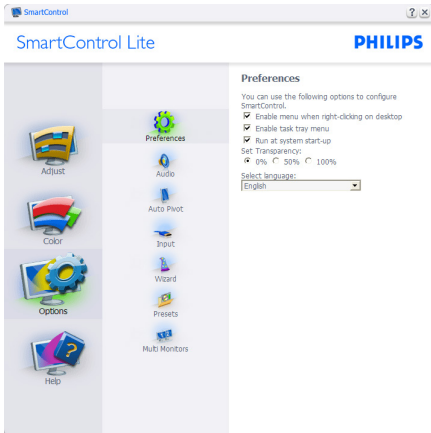 SmartControl
SmartControl Lite
PHILIPS
Adjust
Color
Options
Help
Preferences
Audio
Auto Pivot
Input
Wizard
Presets
Multi Monitors
Preferences
You can use the following options to configure
SmartControl.
Enable menu when right-clicking on desktop
Enable task tray menu
Run at system start-up
Set Transparency:
0% 50% 100%
Select language:
English